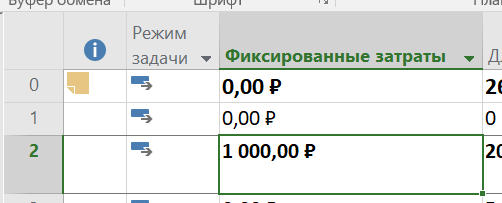 Буфер обмена Шрифт
Режим задачи Фиксированные затраты
0 0,00 ₽ 26
1 0,00 ₽ 0
2 1 000,00 ₽ 20